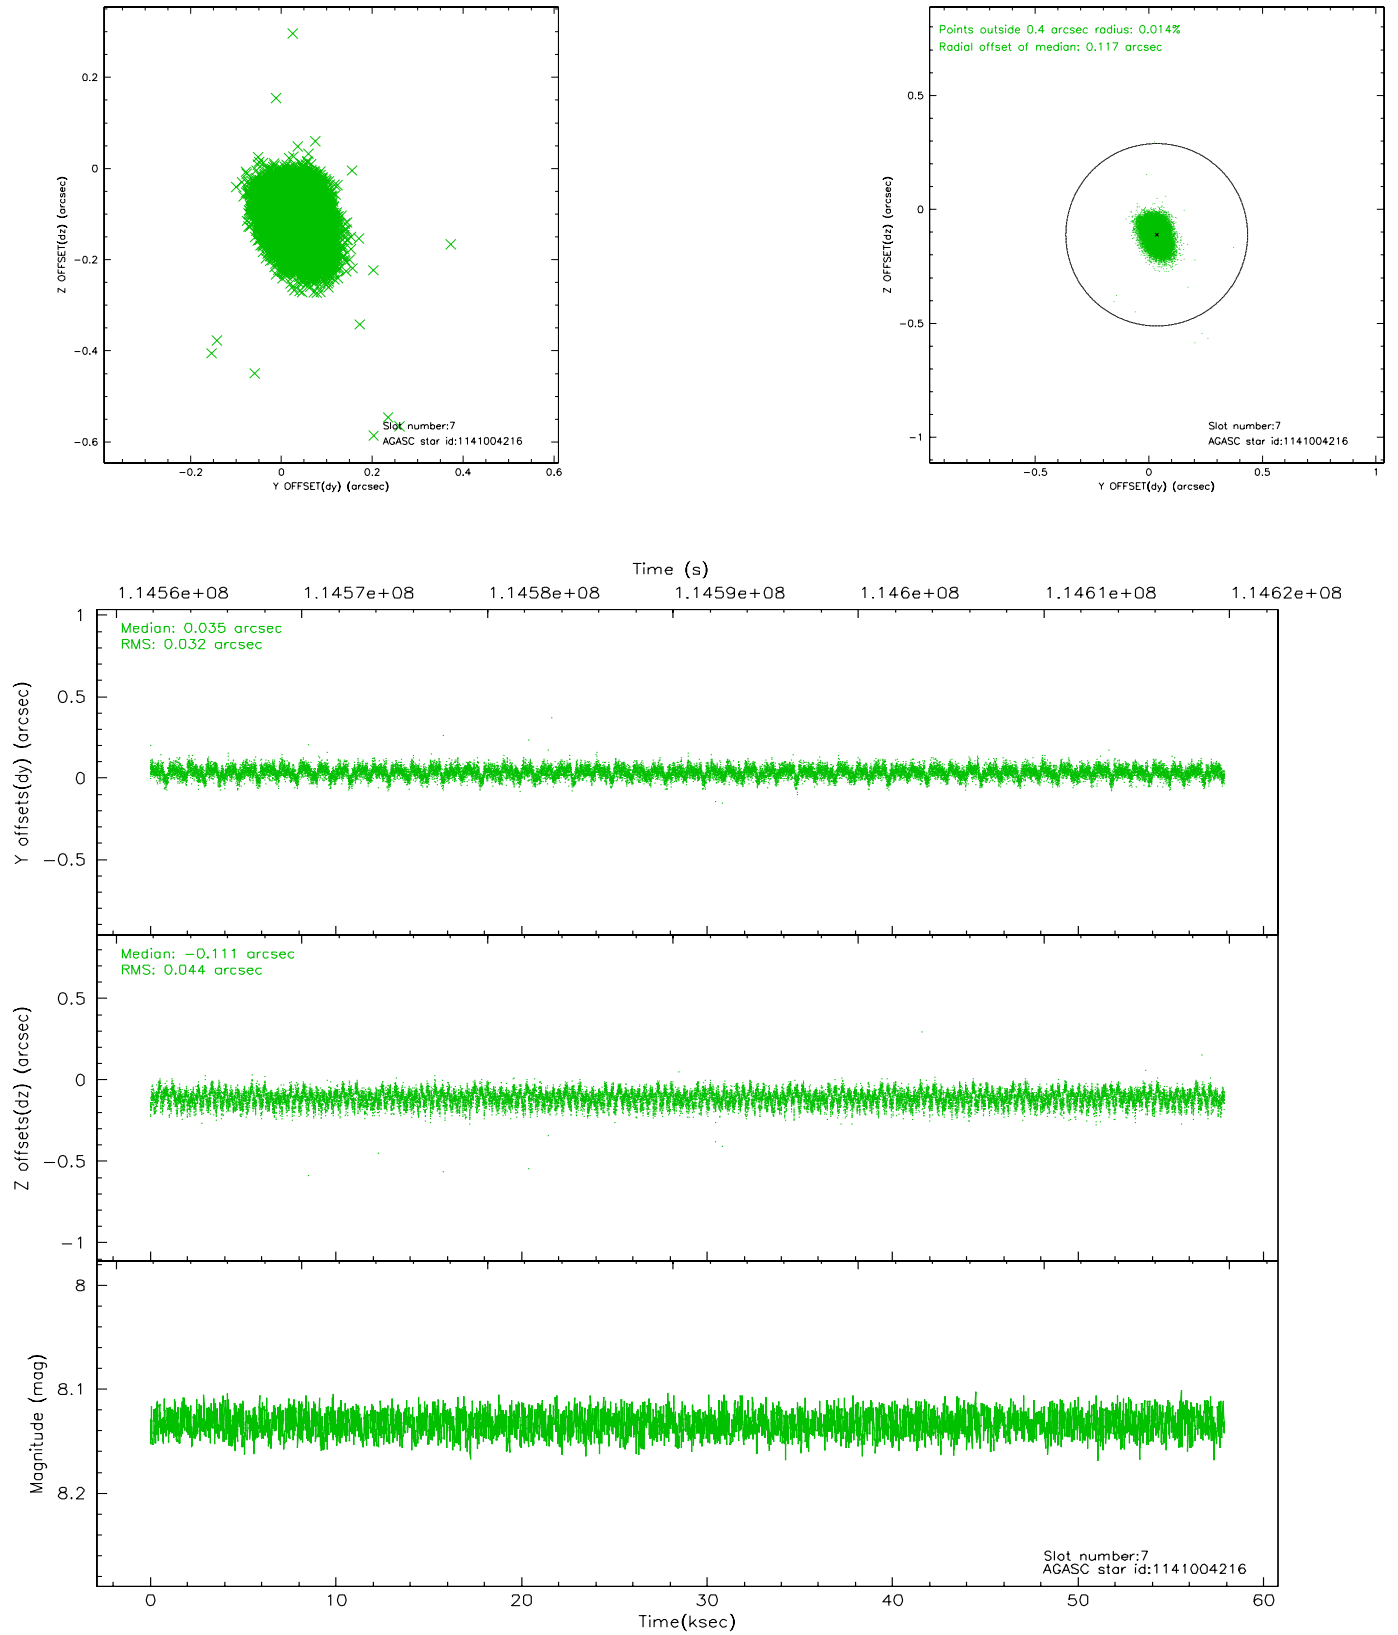 0.2
0
-0.2
-0.4
-0.6
Z OFFSET(dz) (arcsec)
-0.2 0 0.2 0.4 0.6
Y OFFSET(dy) (arcsec)
Slot number:7
AGASC star id:1141004216
Points outside 0.4 arcsec radius: 0.014%
Radial offset of median: 0.117 arcsec
0.5
0
-0.5
-1
Z OFFSET(dz) (arcsec)
-0.5 0 0.5 1
Y OFFSET(dy) (arcsec)
Slot number:7
AGASC star id:1141004216
Time (s)
1.1456e+08 1.1457e+08 1.1458e+08 1.1459e+08 1.146e+08 1.1461e+08 1.1462e+08
Median: 0.035 arcsec
RMS: 0.032 arcsec
1
0.5
0
-0.5
Y offsets(dy) (arcsec)
Median: -0.111 arcsec
RMS: 0.044 arcsec
0.5
0
-0.5
-1
Z offsets(dz) (arcsec)
8
8.1
8.2
Magnitude (mag)
Slot number:7
AGASC star id:1141004216
0 10 20 30 40 50 60
Time(ksec)